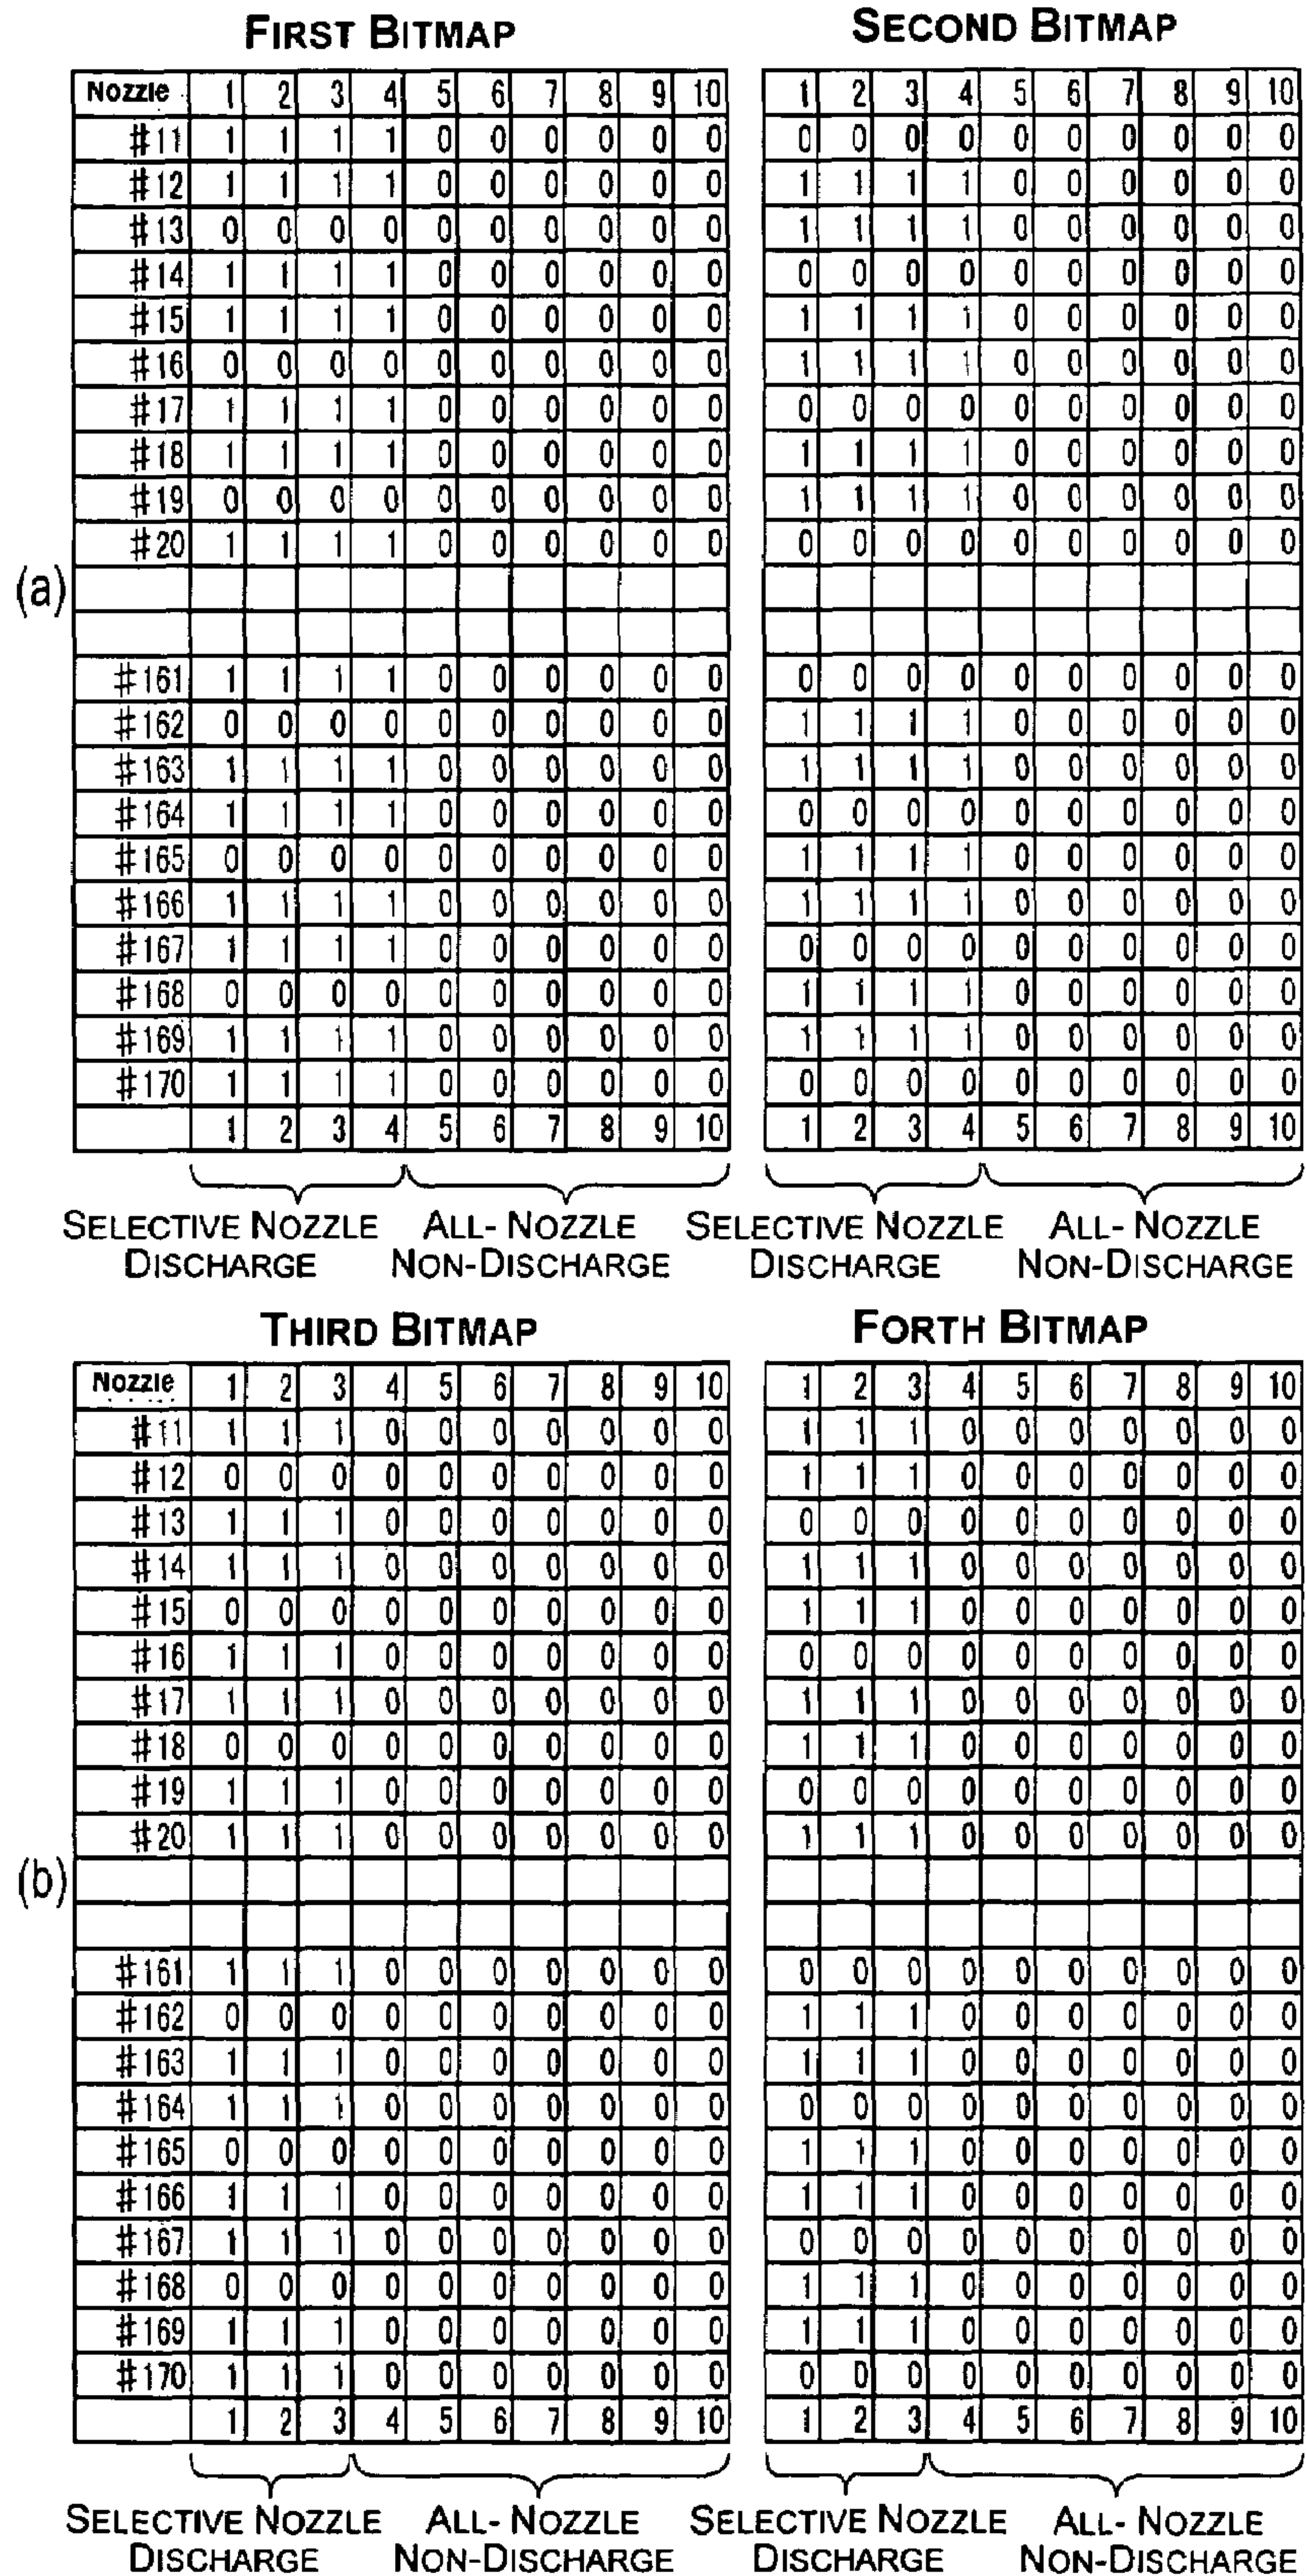 FIRST BITMAP SECOND BITMAP
Nozzle 1 2 3 4 5 6 7 8 9 10 1 2 3 4 5 6 7 8 9 10
#11 1 1 1 1 0 0 0 0 0 0 0 0 0 0 0 0 0 0 0 0
#12 1 1 1 1 0 0 0 0 0 0 1 1 1 1 0 0 0 0 0 0
#13 0 0 0 0 0 0 0 0 0 0 1 1 1 1 0 0 0 0 0 0
#14 1 1 1 1 0 0 0 0 0 0 0 0 0 0 0 0 0 0 0 0
#15 1 1 1 1 0 0 0 0 0 0 1 1 1 1 0 0 0 0 0 0
#16 0 0 0 0 0 0 0 0 0 0 1 1 1 1 0 0 0 0 0 0
#17 1 1 1 1 0 0 0 0 0 0 0 0 0 0 0 0 0 0 0 0
#18 1 1 1 1 0 0 0 0 0 0 1 1 1 1 0 0 0 0 0 0
#19 0 0 0 0 0 0 0 0 0 0 1 1 1 1 0 0 0 0 0 0
#20 1 1 1 1 0 0 0 0 0 0 0 0 0 0 0 0 0 0 0 0
(a)
#161 1 1 1 1 0 0 0 0 0 0 0 0 0 0 0 0 0 0 0 0
#162 0 0 0 0 0 0 0 0 0 0 1 1 1 1 0 0 0 0 0 0
#163 1 1 1 1 0 0 0 0 0 0 1 1 1 1 0 0 0 0 0 0
#164 1 1 1 1 0 0 0 0 0 0 0 0 0 0 0 0 0 0 0 0
#165 0 0 0 0 0 0 0 0 0 0 1 1 1 1 0 0 0 0 0 0
#166 1 1 1 1 0 0 0 0 0 0 1 1 1 1 0 0 0 0 0 0
#167 1 1 1 1 0 0 0 0 0 0 0 0 0 0 0 0 0 0 0 0
#168 0 0 0 0 0 0 0 0 0 0 1 1 1 1 0 0 0 0 0 0
#169 1 1 1 1 0 0 0 0 0 0 1 1 1 1 0 0 0 0 0 0
#170 1 1 1 1 0 0 0 0 0 0 0 0 0 0 0 0 0 0 0 0
1 2 3 4 5 6 7 8 9 10 1 2 3 4 5 6 7 8 9 10
SELECTIVE NOZZLE ALL- NOZZLE SELECTIVE NOZZLE ALL- NOZZLE
DISCHARGE NON-DISCHARGE DISCHARGE NON-DISCHARGE
THIRD BITMAP FORTH BITMAP
Nozzle 1 2 3 4 5 6 7 8 9 10 1 2 3 4 5 6 7 8 9 10
#11 1 1 1 0 0 0 0 0 0 0 1 1 1 0 0 0 0 0 0 0
#12 0 0 0 0 0 0 0 0 0 0 1 1 1 0 0 0 0 0 0 0
#13 1 1 1 0 0 0 0 0 0 0 0 0 0 0 0 0 0 0 0 0
#14 1 1 1 0 0 0 0 0 0 0 1 1 1 0 0 0 0 0 0 0
#15 0 0 0 0 0 0 0 0 0 0 1 1 1 0 0 0 0 0 0 0
#16 1 1 1 0 0 0 0 0 0 0 0 0 0 0 0 0 0 0 0 0
#17 1 1 1 0 0 0 0 0 0 0 1 1 1 0 0 0 0 0 0 0
#18 0 0 0 0 0 0 0 0 0 0 1 1 1 0 0 0 0 0 0 0
#19 1 1 1 0 0 0 0 0 0 0 0 0 0 0 0 0 0 0 0 0
#20 1 1 1 0 0 0 0 0 0 0 1 1 1 0 0 0 0 0 0 0
(b)
#161 1 1 1 0 0 0 0 0 0 0 0 0 0 0 0 0 0 0 0 0
#162 0 0 0 0 0 0 0 0 0 0 1 1 1 0 0 0 0 0 0 0
#163 1 1 1 0 0 0 0 0 0 0 1 1 1 0 0 0 0 0 0 0
#164 1 1 1 0 0 0 0 0 0 0 0 0 0 0 0 0 0 0 0 0
#165 0 0 0 0 0 0 0 0 0 0 1 1 1 0 0 0 0 0 0 0
#166 1 1 1 0 0 0 0 0 0 0 1 1 1 0 0 0 0 0 0 0
#167 1 1 1 0 0 0 0 0 0 0 0 0 0 0 0 0 0 0 0 0
#168 0 0 0 0 0 0 0 0 0 0 1 1 1 0 0 0 0 0 0 0
#169 1 1 1 0 0 0 0 0 0 0 1 1 1 0 0 0 0 0 0 0
#170 1 1 1 0 0 0 0 0 0 0 0 0 0 0 0 0 0 0 0 0
1 2 3 4 5 6 7 8 9 10 1 2 3 4 5 6 7 8 9 10
SELECTIVE NOZZLE ALL- NOZZLE SELECTIVE NOZZLE ALL- NOZZLE
DISCHARGE NON-DISCHARGE DISCHARGE NON-DISCHARGE